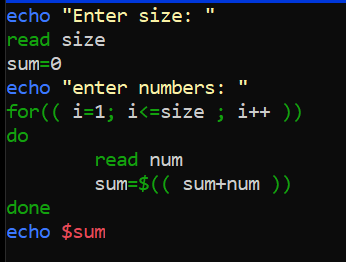 echo "Enter size: "
read size
sum=0
echo "enter numbers: "
for(( i=1; i<=size ; i++ ))
do
        read num
        sum=$(( sum+num ))
done
echo $sum